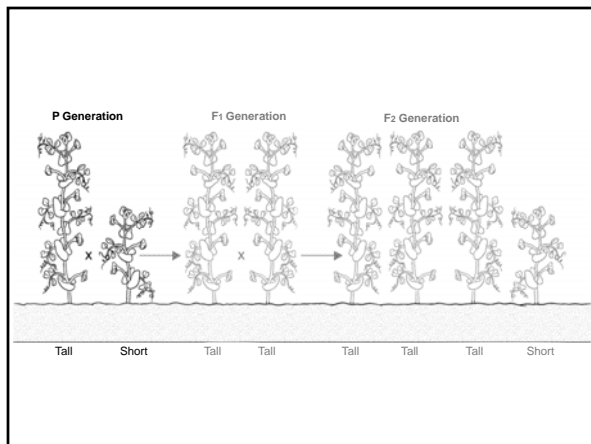 P Generation F1 Generation F2 Generation
x x
Tall Short Tall Tall Tall Tall Tall Short